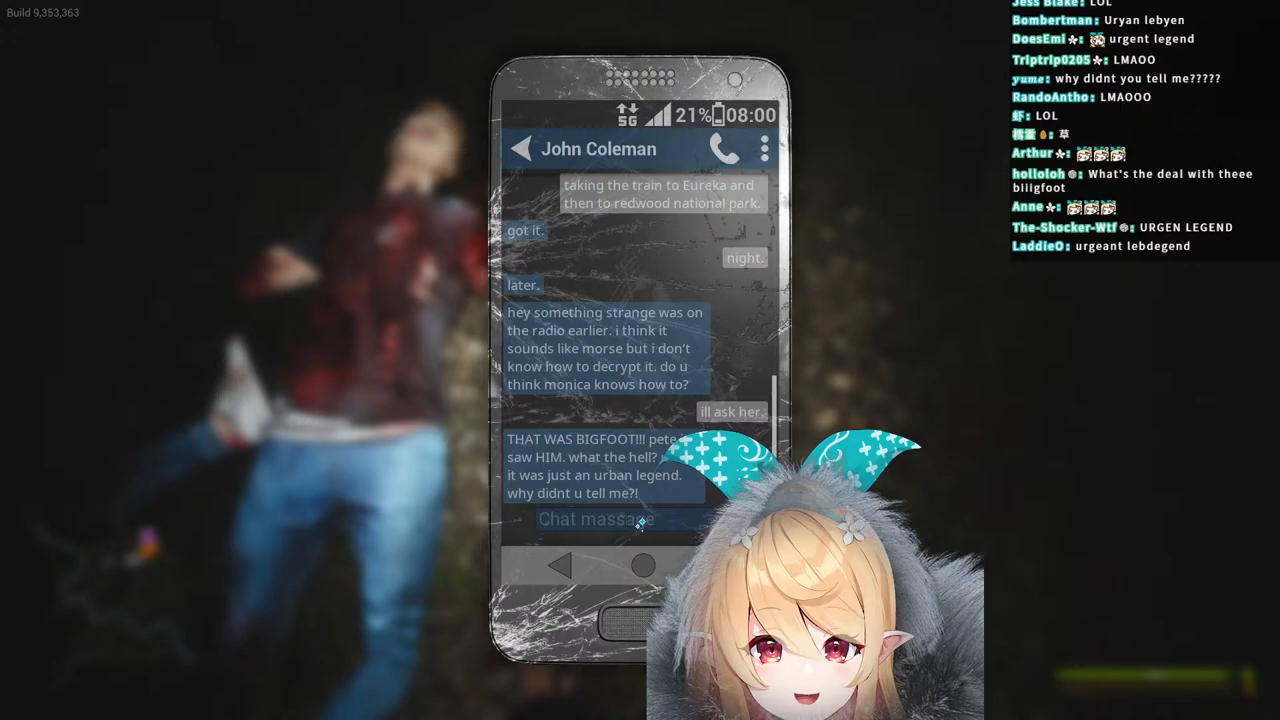 Build 9,353,363
5G 21% 08:00
John Coleman
taking the train to Eureka and
then to redwood national park.
got it.
night.
later.
hey something strange was on
the radio earlier. i think it
sounds like morse but i don't
know how to decrypt it. do u
think monica knows how to?
ill ask her.
THAT WAS BIGFOOT!!! pete
saw HIM. what the hell?
it was just an urban legend.
why didnt u tell me?!
Chat massage
Jess Blake: LOL
Bombertman: Uryan lebyen
DoesEmi: urgent legend
Triptrip0205: LMAOO
yume: why didnt you tell me?????
RandoAntho: LMAOOO
虾: LOL
Arthur:
holloloh: What's the deal with theee
biiigfoot
Anne:
The-Shocker-Wtf: URGEN LEGEND
LaddieO: urgeant lebdegend